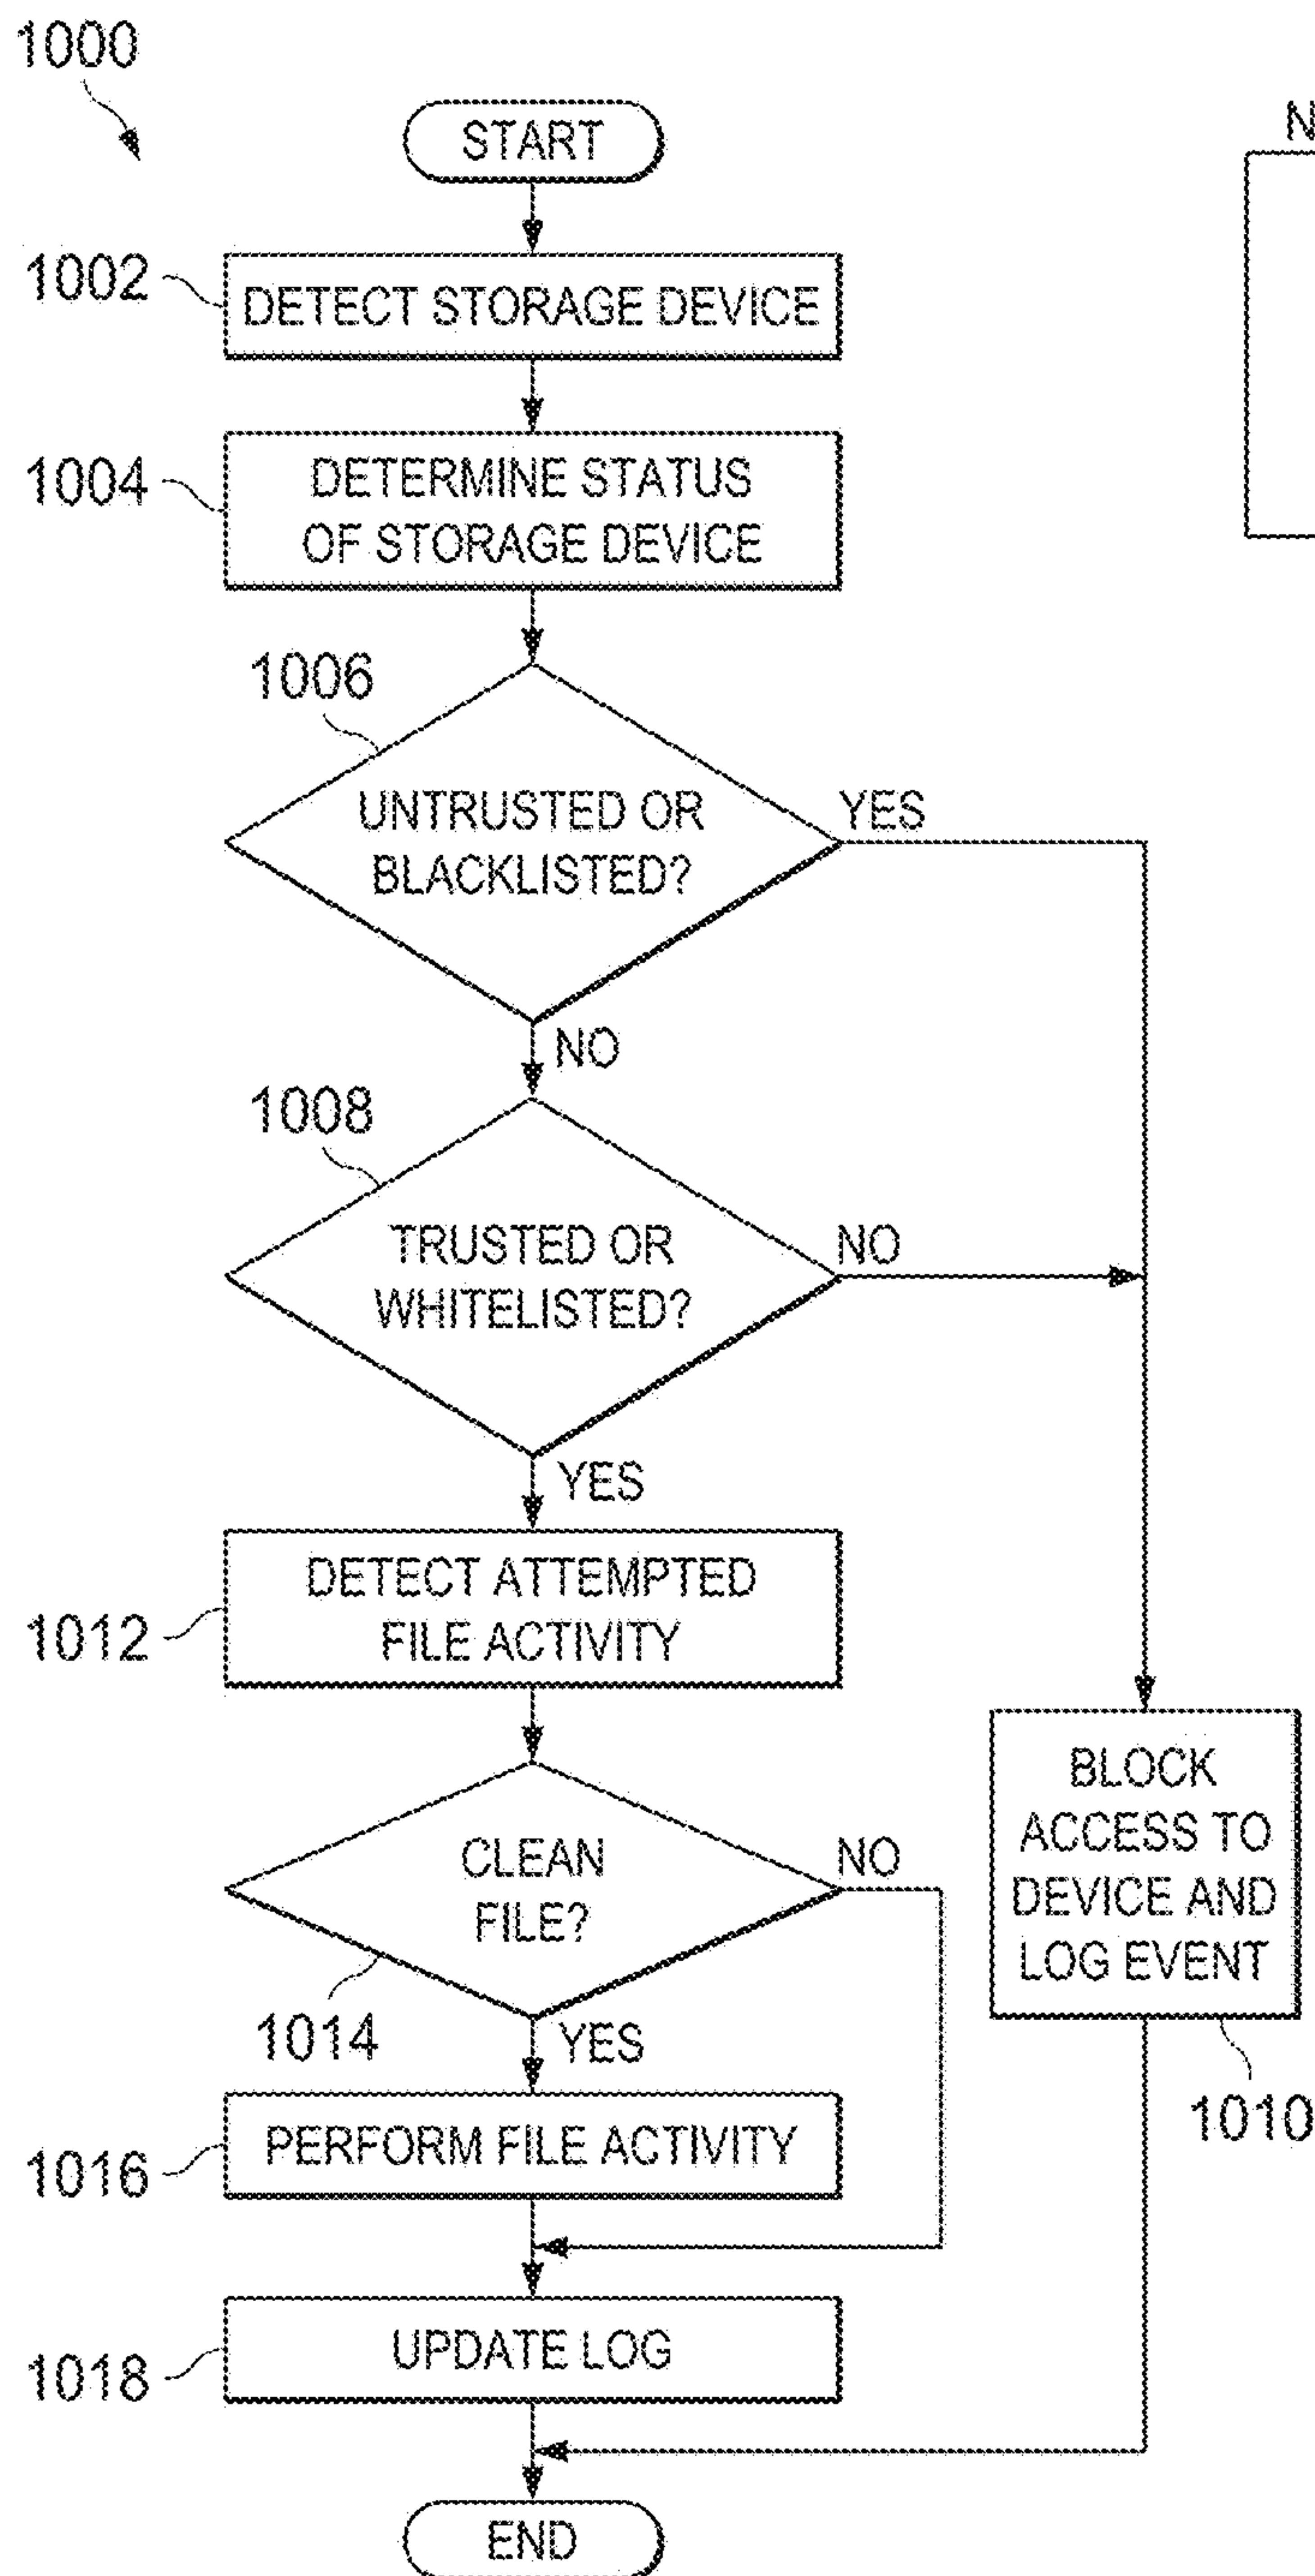 1000
START
1002
DETECT STORAGE DEVICE
1004
DETERMINE STATUS
OF STORAGE DEVICE
1006
UNTRUSTED OR
BLACKLISTED?
YES
NO
1008
TRUSTED OR
WHITELISTED?
NO
YES
1012
DETECT ATTEMPTED
FILE ACTIVITY
BLOCK
ACCESS TO
DEVICE AND
LOG EVENT
1010
CLEAN
FILE?
NO
1014
YES
1016
PERFORM FILE ACTIVITY
1018
UPDATE LOG
END